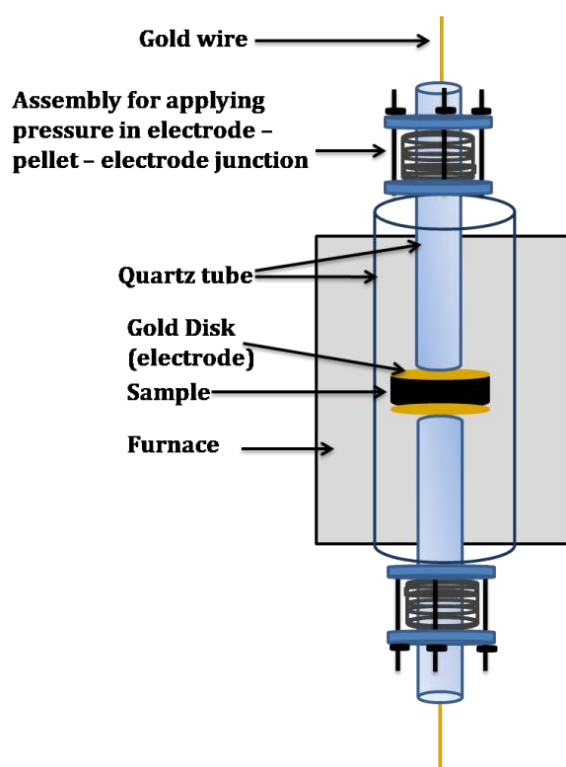 Gold wire
Assembly for applying
pressure in electrode –
pellet – electrode junction
Quartz tube
Gold Disk
(electrode)
Sample
Furnace